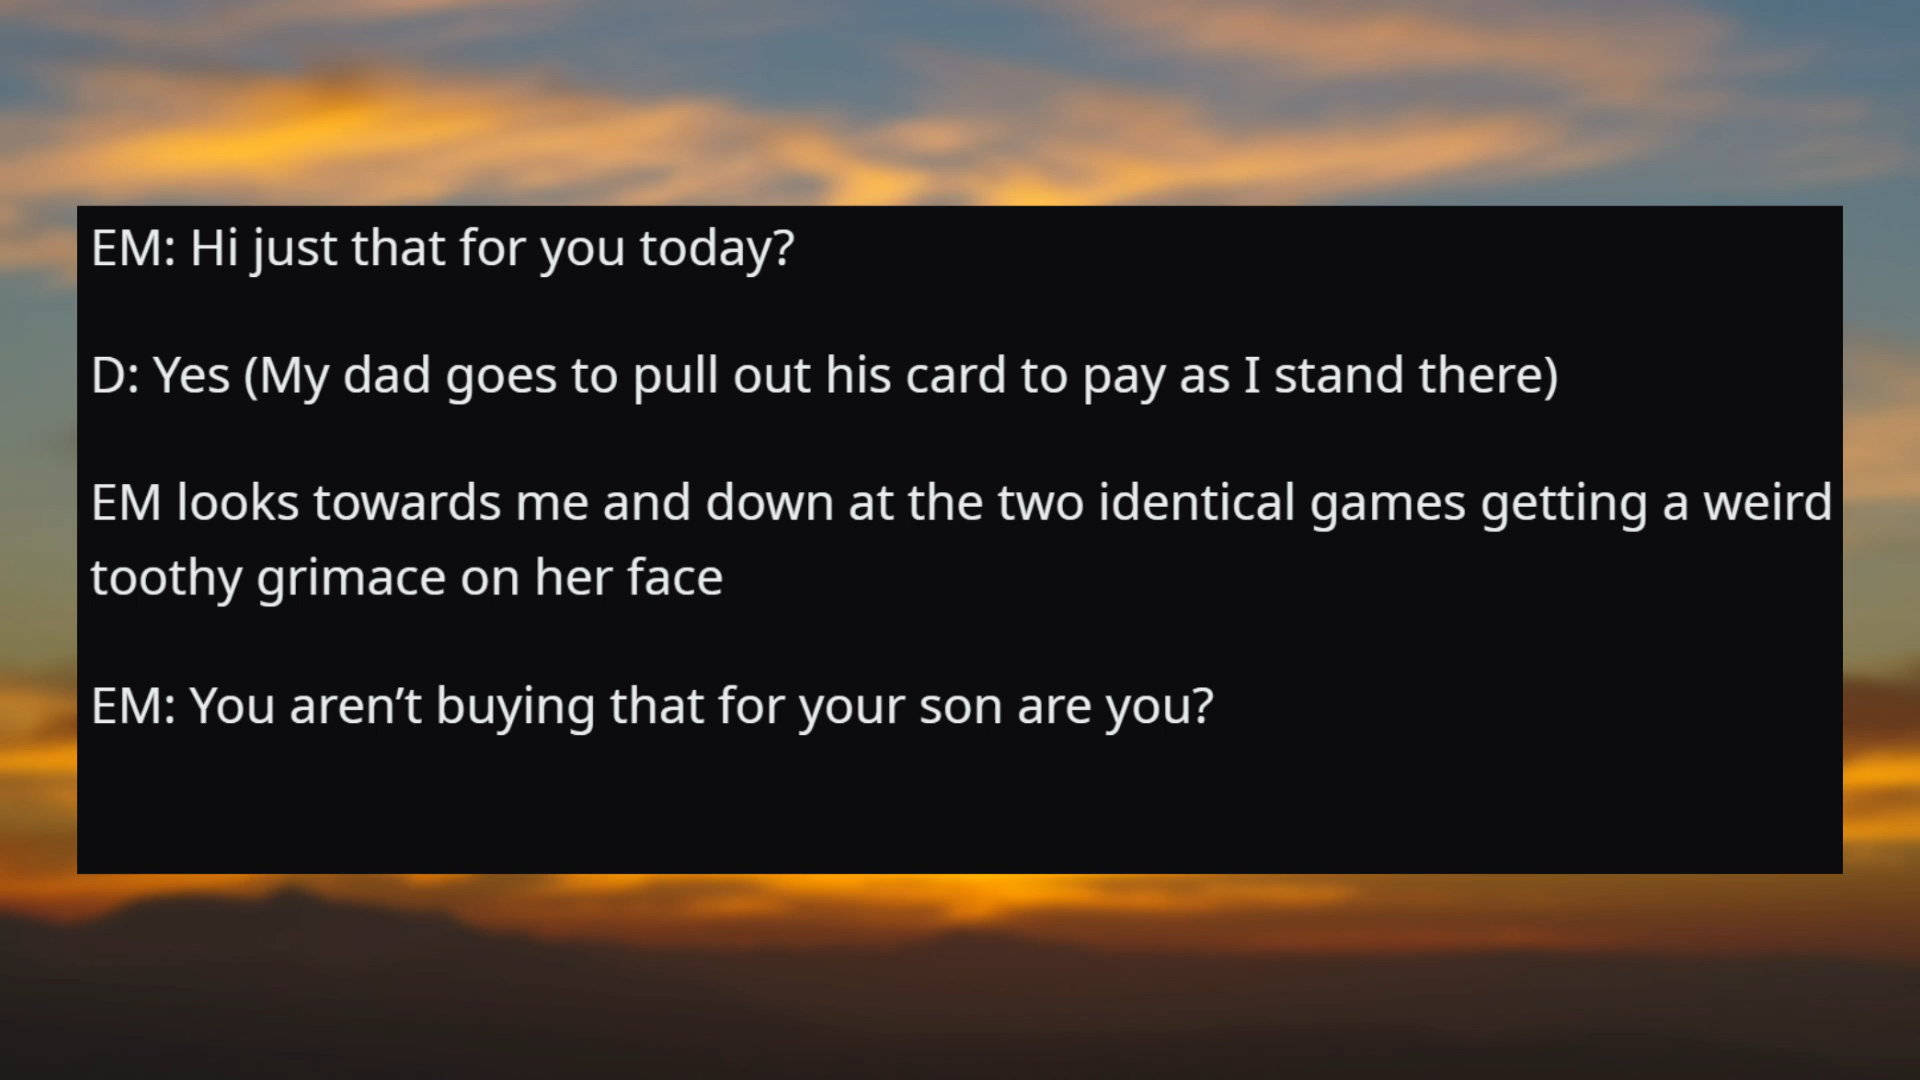 EM: Hi just that for you today?
D: Yes (My dad goes to pull out his card to pay as I stand there)
EM looks towards me and down at the two identical games getting a weird
toothy grimace on her face
EM: You aren’t buying that for your son are you?